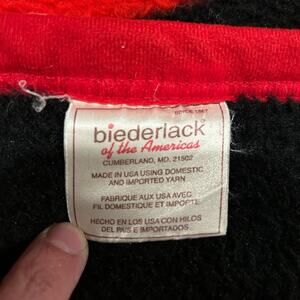 biederlack®
of the Americas
CUMBERLAND, MD. 21502
MADE IN USA USING DOMESTIC
AND IMPORTED YARN
FABRIQUE AUX USA AVEC
FIL DOMESTIQUE ET IMPORTE
HECHO EN LOS USA CON HILOS
DEL PAIS E IMPORTADOS